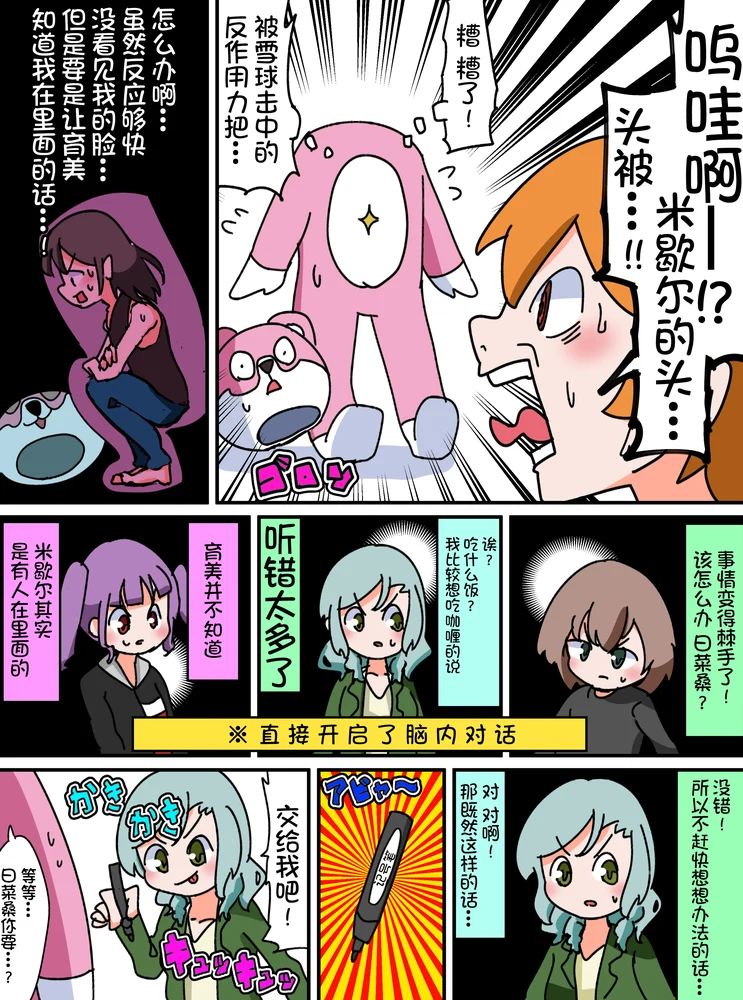 呜哇啊—!?
米歇尔的头…
头被…!!
糟 糟了！
被雪球击中的
反作用力把…
ゴロン
怎么办啊…
虽然反应够快
没看见我的脸…
但是要是让育美
知道我在里面的话…!
事情变得棘手了！
该怎么办 日菜桑？
诶？
吃什么饭？
我比较想吃咖喱的说
听错太多了
育美并不知道
米歇尔其实
是有人在里面的
※直接开启了脑内对话
没错！
所以不赶快想想办法的话…
对 对啊！
那既然这样的话…
アビャ〜
记号笔
交给我吧！
かき
かき
キュッキュッ
等等…
日菜桑你要…？